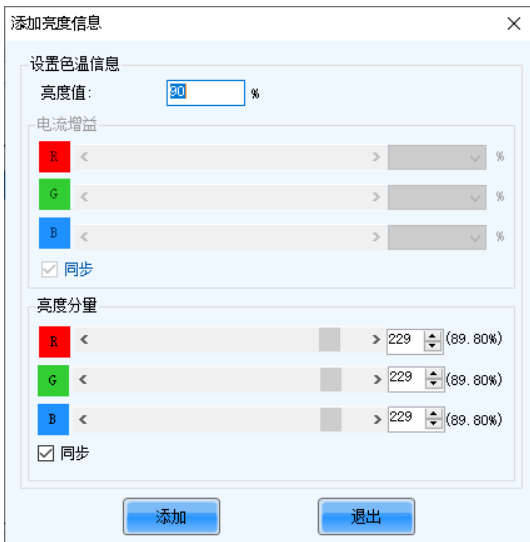 添加亮度信息
设置色温信息
亮度值: 90 %
电流增益
R %
G %
B %
同步
亮度分量
R 229 (89.80%)
G 229 (89.80%)
B 229 (89.80%)
同步
添加 退出